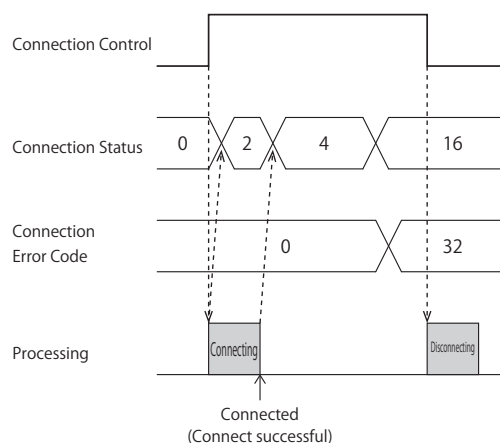 Connection Control
Connection Status
0
2
4
16
Connection
Error Code
0
32
Processing
Connecting
Disconnecting
Connected
(Connect successful)